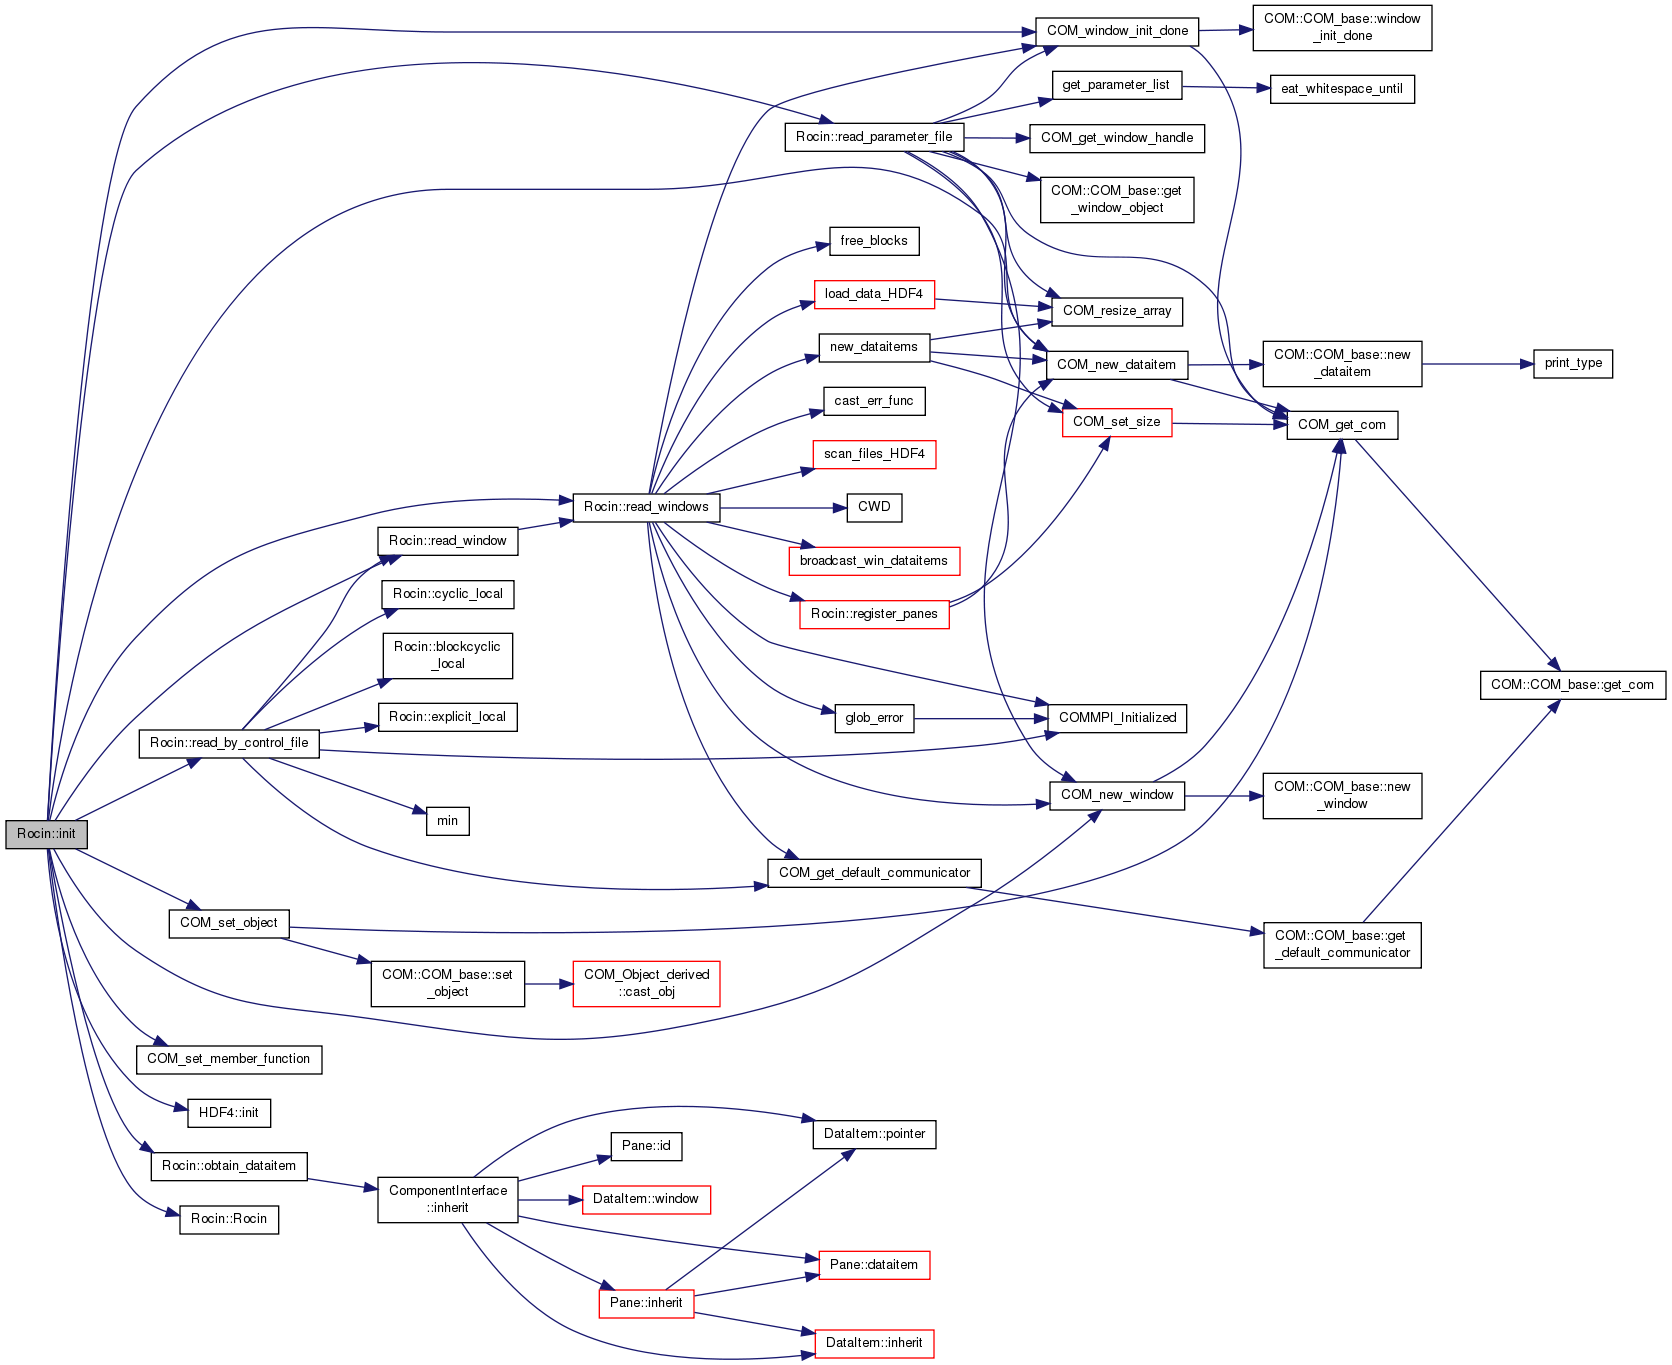 COM_window_init_done
COM::COM_base::window
_init_done
get_parameter_list
eat_whitespace_until
Rocin::read_parameter_file
COM_get_window_handle
COM::COM_base::get
_window_object
free_blocks
load_data_HDF4
COM_resize_array
new_dataitems
COM_new_dataitem
COM::COM_base::new
_dataitem
print_type
cast_err_func
COM_set_size
COM_get_com
scan_files_HDF4
Rocin::read_windows
CWD
Rocin::read_window
broadcast_win_dataitems
Rocin::cyclic_local
Rocin::register_panes
Rocin::blockcyclic
_local
COM::COM_base::get_com
Rocin::explicit_local
glob_error
COMMPI_Initialized
Rocin::read_by_control_file
COM_new_window
COM::COM_base::new
_window
min
Rocin::init
COM_get_default_communicator
COM_set_object
COM::COM_base::get
_default_communicator
COM::COM_base::set
_object
COM_Object_derived
::cast_obj
COM_set_member_function
HDF4::init
DataItem::pointer
Pane::id
Rocin::obtain_dataitem
ComponentInterface
::inherit
DataItem::window
Rocin::Rocin
Pane::dataitem
Pane::inherit
DataItem::inherit